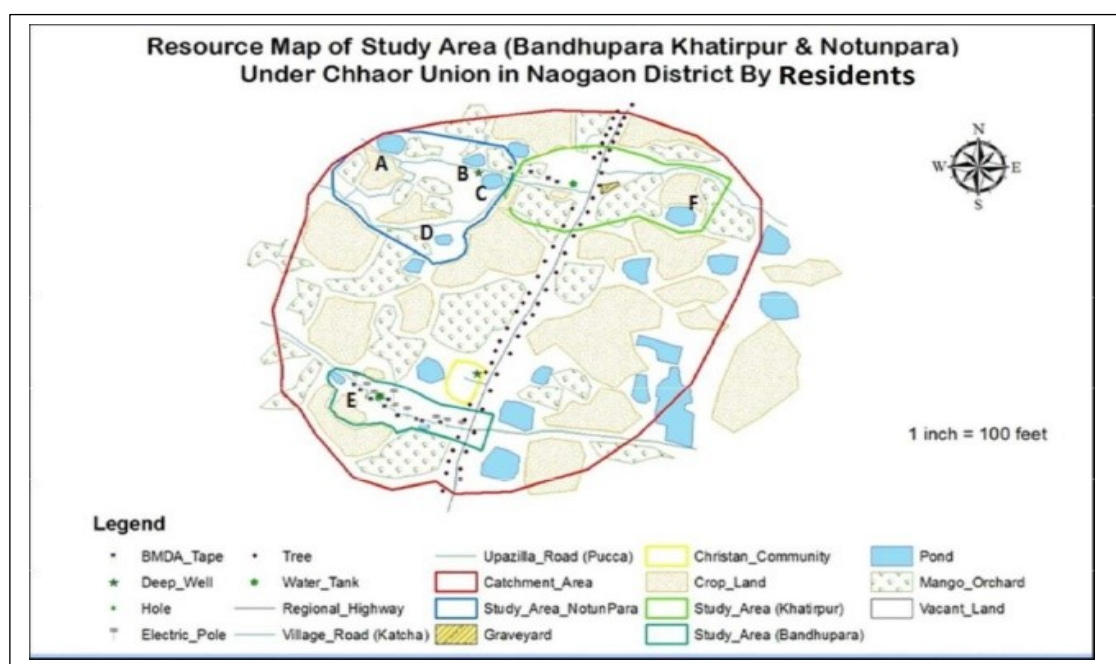 Resource Map of Study Area (Bandhupara Khatirpur & Notunpara)
Under Chhaor Union in Naogaon District By Residents
N
W E
S
A
B
C
D
F
E
1 inch = 100 feet
Legend
BMDA_Tape Tree Upazilla_Road (Pucca) Christan_Community Pond
Deep_Well Water_Tank Catchment_Area Crop_Land Mango_Orchard
Hole Regional_Highway Study_Area_NotunPara Study_Area (Khatirpur) Vacant_Land
Electric_Pole Village_Road (Katcha) Graveyard Study_Area (Bandhupara)